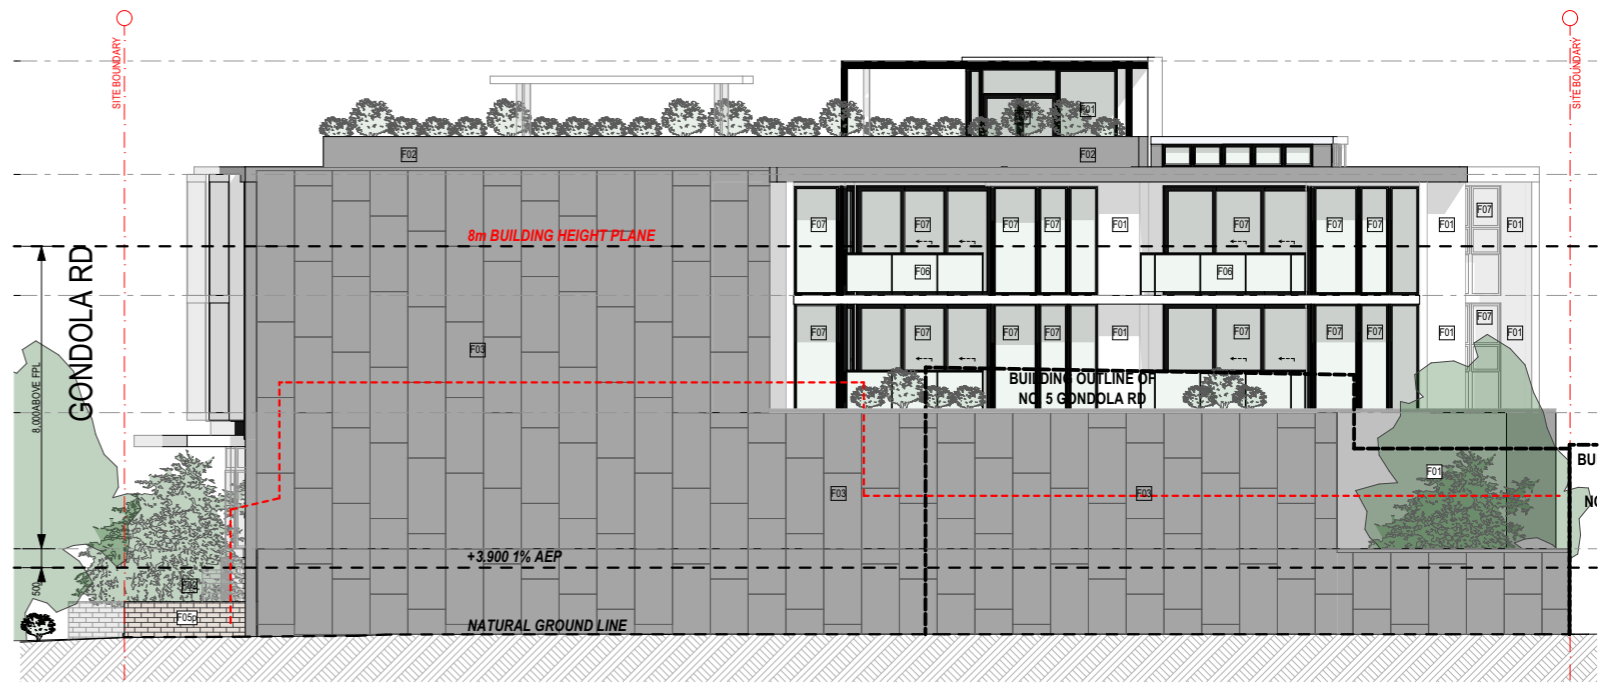 SITE BOUNDARY
SITE BOUNDARY
F01
F02
F02
F07
F07
F07
F07
F01
F07
F07
F07
F01
F07
F01
8m BUILDING HEIGHT PLANE
GONDOLA RD
F06
F06
F07
F07
F07
F07
F01
F07
F07
F07
F01
F07
F01
F03
8,000ABOVE FPL
BUILDING OUTLINE OF
NO. 5 GONDOLA RD
BU
F01
F03
F03
NO
+3.900 1% AEP
500
F05p
NATURAL GROUND LINE